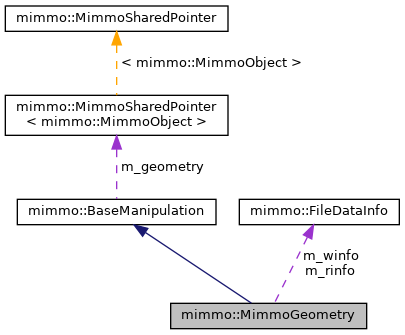 mimmo::MimmoSharedPointer
< mimmo::MimmoObject >
mimmo::MimmoSharedPointer
< mimmo::MimmoObject >
m_geometry
mimmo::BaseManipulation
mimmo::FileDataInfo
m_winfo
m_rinfo
mimmo::MimmoGeometry